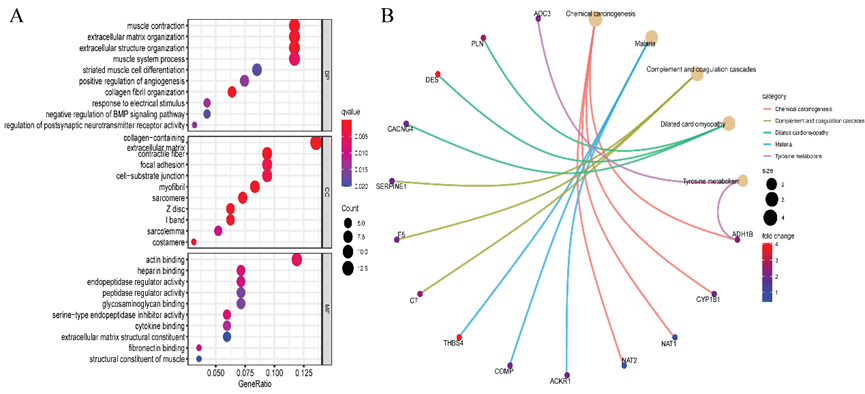 A
muscle contraction
extracellular matrix organization
extracellular structure organization
muscle system process
striated muscle cell differentiation
positive regulation of angiogenesis
collagen fibril organization
response to electrical stimulus
negative regulation of BMP signaling pathway
regulation of postsynaptic neurotransmitter receptor activity
BP
collagen-containing
extracellular matrix
contractile fiber
focal adhesion
cell-substrate junction
myofibril
sarcomere
Z disc
I band
sarcolemma
costamere
CC
actin binding
heparin binding
endopeptidase regulator activity
peptidase regulator activity
glycosaminoglycan binding
serine-type endopeptidase inhibitor activity
cytokine binding
extracellular matrix structural constituent
fibronectin binding
structural constituent of muscle
MF
0.050 0.075 0.100 0.125
GeneRatio
qvalue
0.005
0.010
0.015
0.020
Count
5.0
7.5
10.0
12.5
B
AOC3
Chemical carcinogenesis
PLN
Malaria
DES
Complement and coagulation cascades
CACNG4
Dilated cardiomyopathy
SERPINE1
Tyrosine metabolism
F5
ADH1B
C7
CYP1B1
THBS4
NAT1
COMP
NAT2
ACKR1
category
Chemical carcinogenesis
Complement and coagulation cascades
Dilated cardiomyopathy
Malaria
Tyrosine metabolism
size
2
3
4
fold change
4
3
2
1